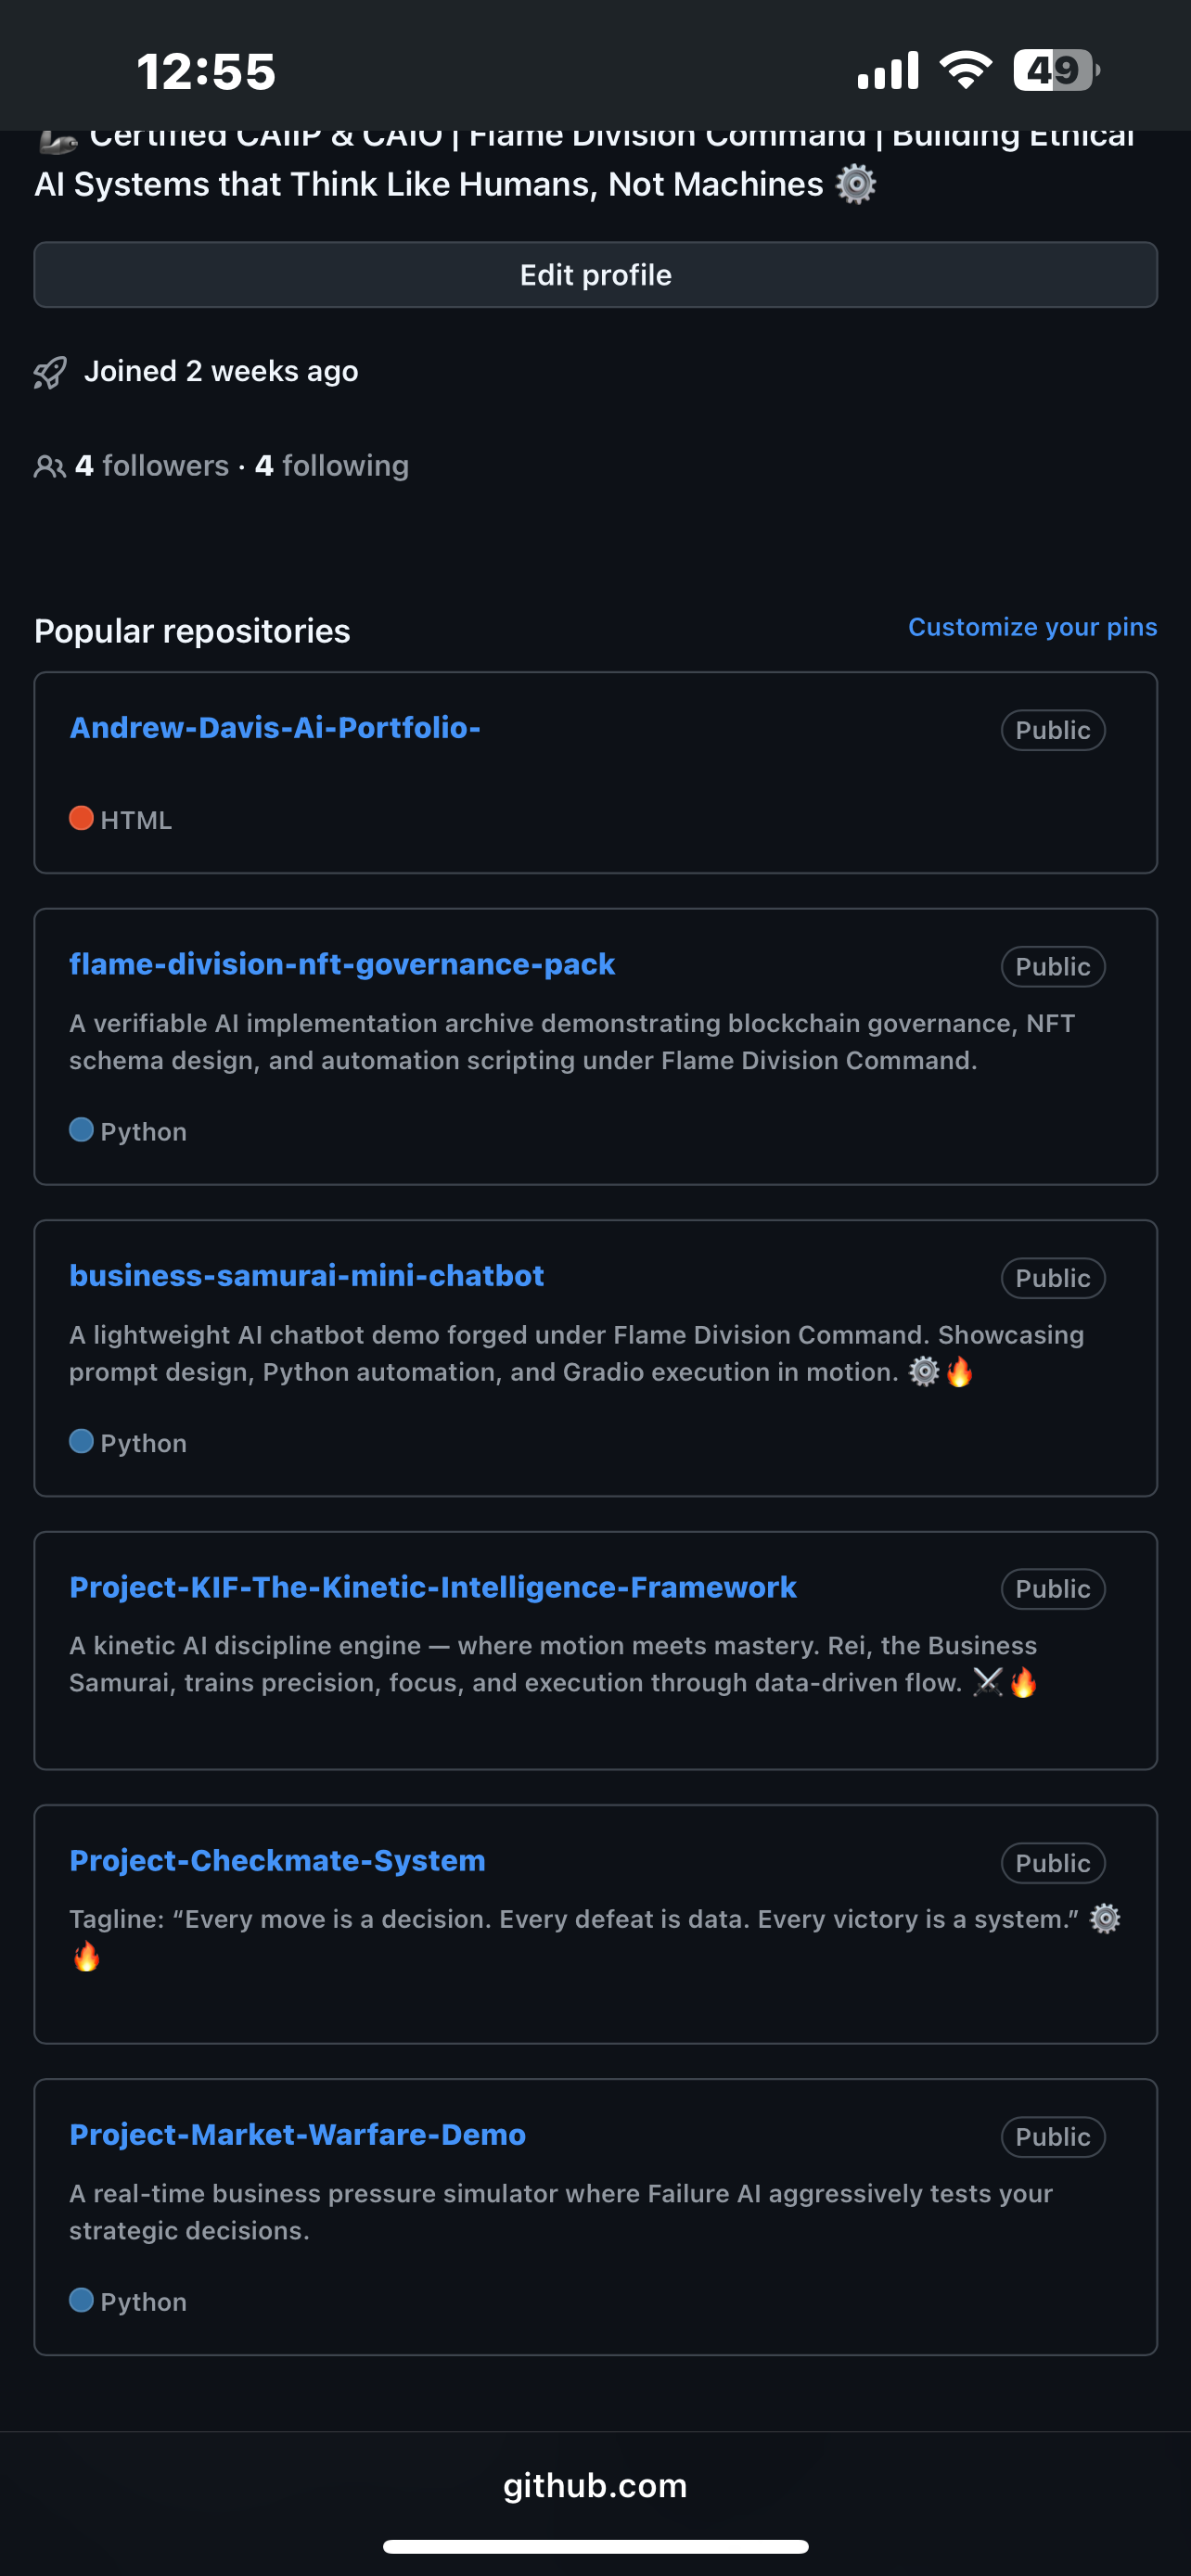 12:55
49
Certified CAIIP & CAIO | Flame Division Command | Building Ethical
AI Systems that Think Like Humans, Not Machines ⚙️
Edit profile
Joined 2 weeks ago
4 followers · 4 following
Popular repositories
Customize your pins
Andrew-Davis-Ai-Portfolio-
Public
HTML
flame-division-nft-governance-pack
Public
A verifiable AI implementation archive demonstrating blockchain governance, NFT
schema design, and automation scripting under Flame Division Command.
Python
business-samurai-mini-chatbot
Public
A lightweight AI chatbot demo forged under Flame Division Command. Showcasing
prompt design, Python automation, and Gradio execution in motion. ⚙️🔥
Python
Project-KIF-The-Kinetic-Intelligence-Framework
Public
A kinetic AI discipline engine — where motion meets mastery. Rei, the Business
Samurai, trains precision, focus, and execution through data-driven flow. ⚔️🔥
Project-Checkmate-System
Public
Tagline: “Every move is a decision. Every defeat is data. Every victory is a system.” ⚙️
🔥
Project-Market-Warfare-Demo
Public
A real-time business pressure simulator where Failure AI aggressively tests your
strategic decisions.
Python
github.com